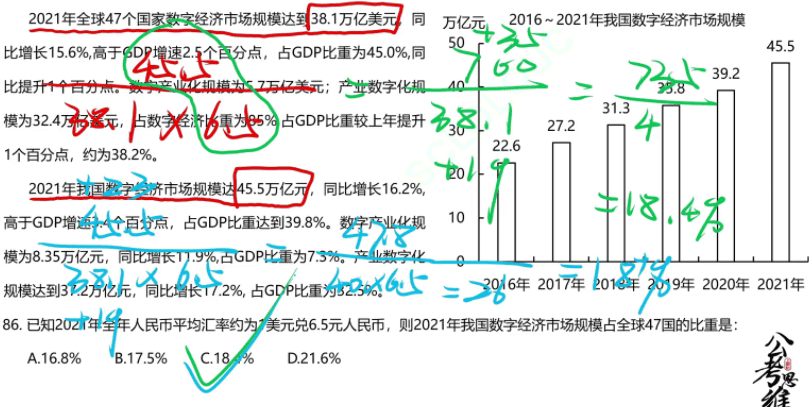 2021年全球47个国家数字经济市场规模达到38.1万亿美元，同
比增长15.6%,高于GDP增速2.5个百分点，占GDP比重为45.0%,同
比提升1个百分点。数字产业化规模为5.7万亿美元；产业数字化规
模为32.4万亿美元，占数字经济比重为85%,占GDP比重较上年提升
1个百分点，约为38.2%。
2021年我国数字经济市场规模达45.5万亿元，同比增长16.2%,
高于GDP增速3.4个百分点，占GDP比重达到39.8%。数字产业化规
模为8.35万亿元，同比增长11.9%,占GDP比重为7.3%。产业数字化
规模达到37.2万亿元，同比增长17.2%, 占GDP比重为32.5%。
万亿元 2016～2021年我国数字经济市场规模
50
40
30
20
10
0
22.6
27.2
31.3
35.8
39.2
45.5
2016年 2017年 2018年 2019年 2020年 2021年
45.5
38.1×6.5
+35
700
=
38.1
+1.9
= 72.5
4
=18.4%
+23
45.5
38.1×6.5
+19
= 47.8
40×6.5
=26
=18%
86. 已知2021年全年人民币平均汇率约为1美元兑6.5元人民币，则2021年我国数字经济市场规模占全球47国的比重是：
A.16.8% B.17.5% C.18.4% D.21.6%
公考思维